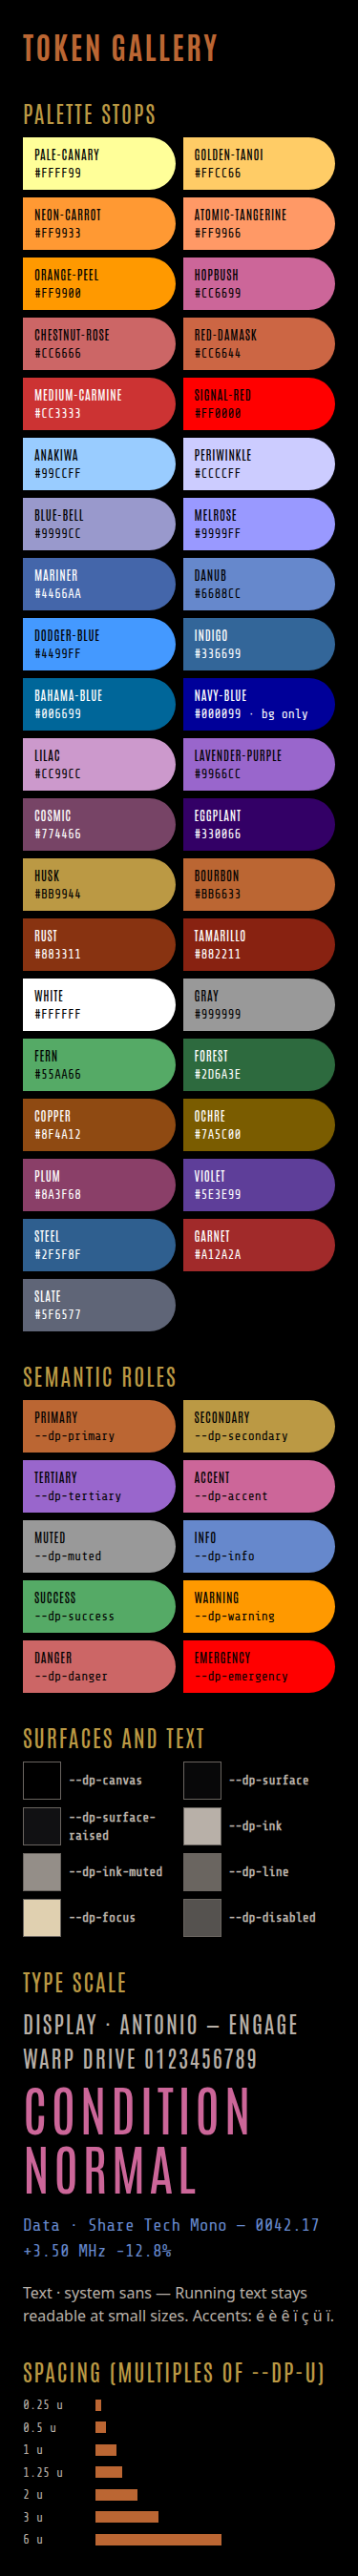 TOKEN GALLERY
PALETTE STOPS
PALE-CANARY
#FFFF99
GOLDEN-TANOI
#FFCC66
NEON-CARROT
#FF9933
ATOMIC-TANGERINE
#FF9966
ORANGE-PEEL
#FF9900
HOPBUSH
#CC6699
CHESTNUT-ROSE
#CC6666
RED-DAMASK
#CC6644
MEDIUM-CARMINE
#CC3333
SIGNAL-RED
#FF0000
ANAKIWA
#99CCFF
PERIWINKLE
#CCCCFF
BLUE-BELL
#9999CC
MELROSE
#9999FF
MARINER
#4466AA
DANUB
#6688CC
DODGER-BLUE
#4499FF
INDIGO
#336699
BAHAMA-BLUE
#006699
NAVY-BLUE
#000099 · bg only
LILAC
#CC99CC
LAVENDER-PURPLE
#9966CC
COSMIC
#774466
EGGPLANT
#330066
HUSK
#BB9944
BOURBON
#BB6633
RUST
#883311
TAMARILLO
#882211
WHITE
#FFFFFF
GRAY
#999999
FERN
#55AA66
FOREST
#2D6A3E
COPPER
#8F4A12
OCHRE
#7A5C00
PLUM
#8A3F68
VIOLET
#5E3E99
STEEL
#2F5F8F
GARNET
#A12A2A
SLATE
#5F6577
SEMANTIC ROLES
PRIMARY
--dp-primary
SECONDARY
--dp-secondary
TERTIARY
--dp-tertiary
ACCENT
--dp-accent
MUTED
--dp-muted
INFO
--dp-info
SUCCESS
--dp-success
WARNING
--dp-warning
DANGER
--dp-danger
EMERGENCY
--dp-emergency
SURFACES AND TEXT
--dp-canvas
--dp-surface
--dp-surface-
raised
--dp-ink
--dp-ink-muted
--dp-line
--dp-focus
--dp-disabled
TYPE SCALE
DISPLAY · ANTONIO — ENGAGE
WARP DRIVE 0123456789
CONDITION
NORMAL
Data · Share Tech Mono — 0042.17
+3.50 MHz −12.8%
Text · system sans — Running text stays
readable at small sizes. Accents: é è ê ï ç ü ï.
SPACING (MULTIPLES OF --DP-U)
0.25 u
0.5 u
1 u
1.25 u
2 u
3 u
6 u